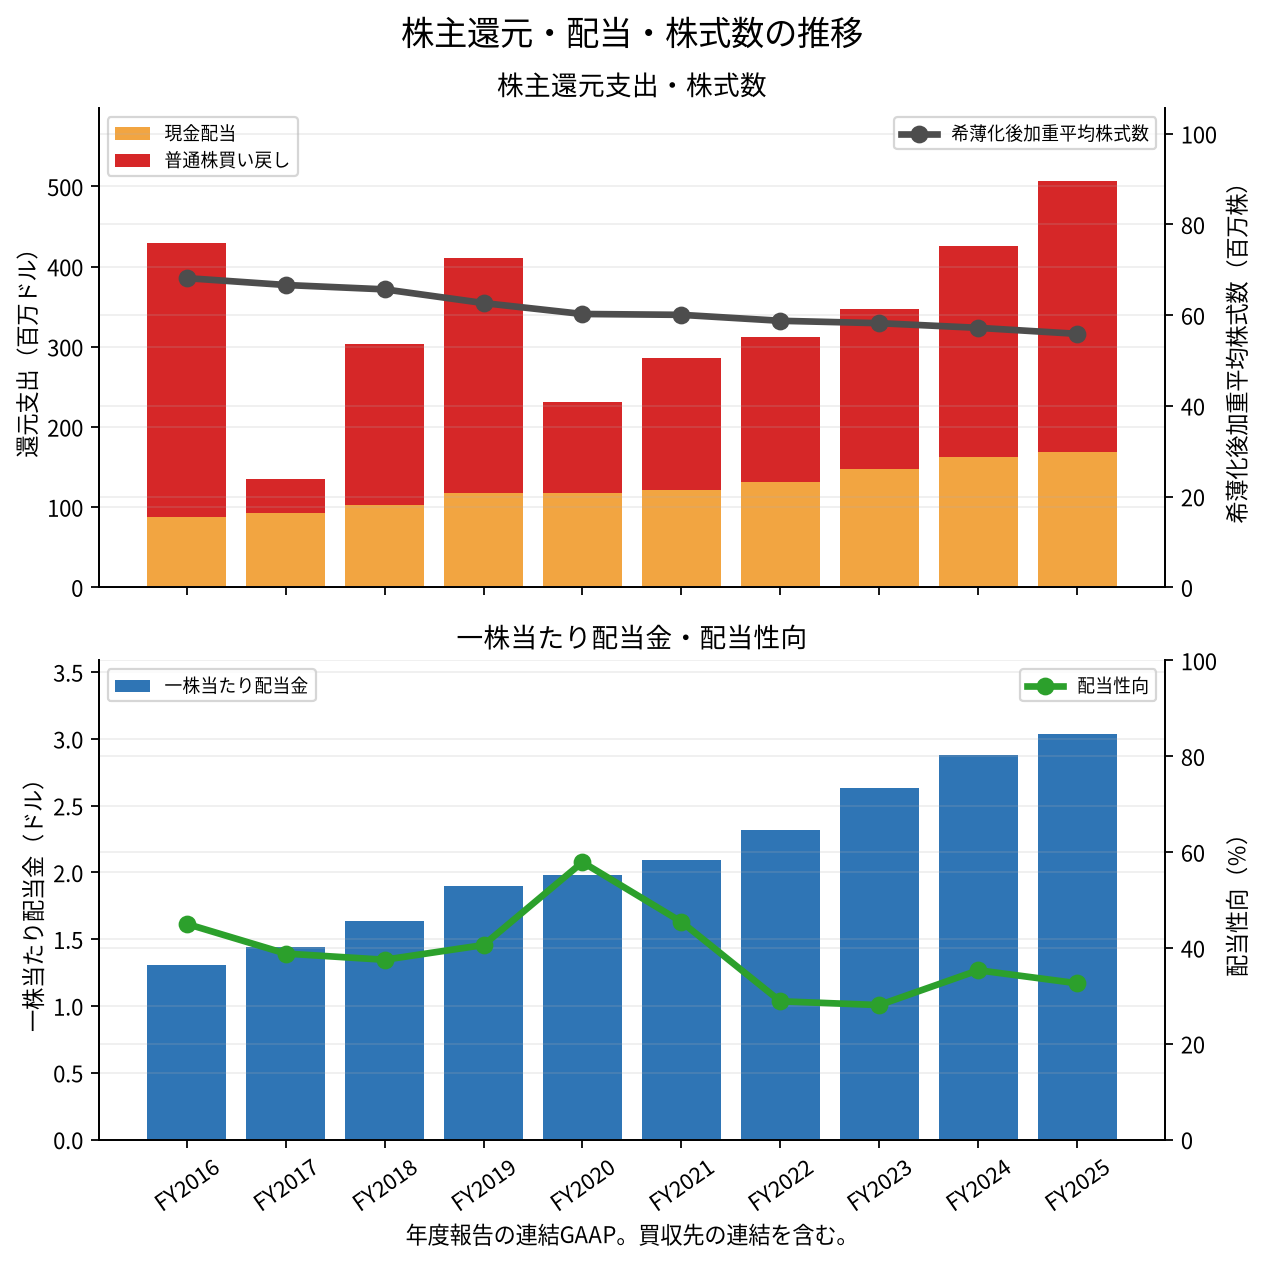 株主還元・配当・株式数の推移
株主還元支出・株式数
現金配当
普通株買い戻し
希薄化後加重平均株式数
還元支出（百万ドル）
500
400
300
200
100
0
100
80
60
40
20
0
希薄化後加重平均株式数（百万株）
一株当たり配当金・配当性向
一株当たり配当金
配当性向
一株当たり配当金（ドル）
3.5
3.0
2.5
2.0
1.5
1.0
0.5
0.0
100
80
60
40
20
0
配当性向（%）
FY2016 FY2017 FY2018 FY2019 FY2020 FY2021 FY2022 FY2023 FY2024 FY2025
年度報告の連結GAAP。買収先の連結を含む。